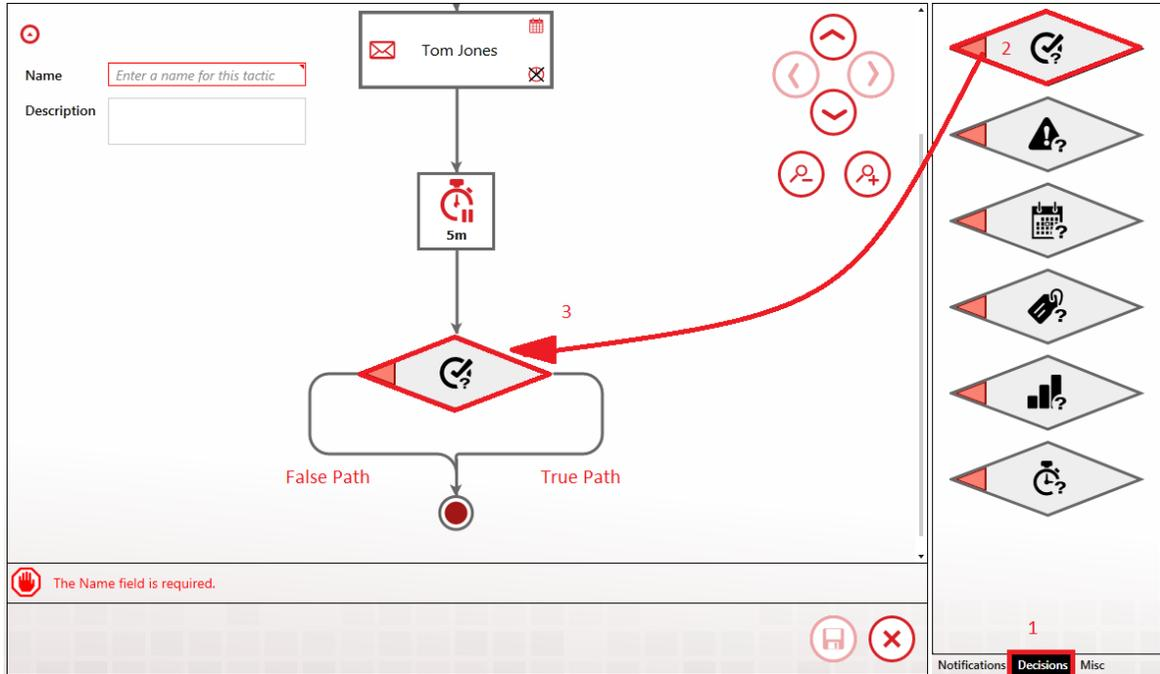 Tom Jones
2
Name
Enter a name for this tactic
Description
?
?
5m
?
?
3
?
?
?
False Path
True Path
The Name field is required.
1
Notifications
Decisions
Misc